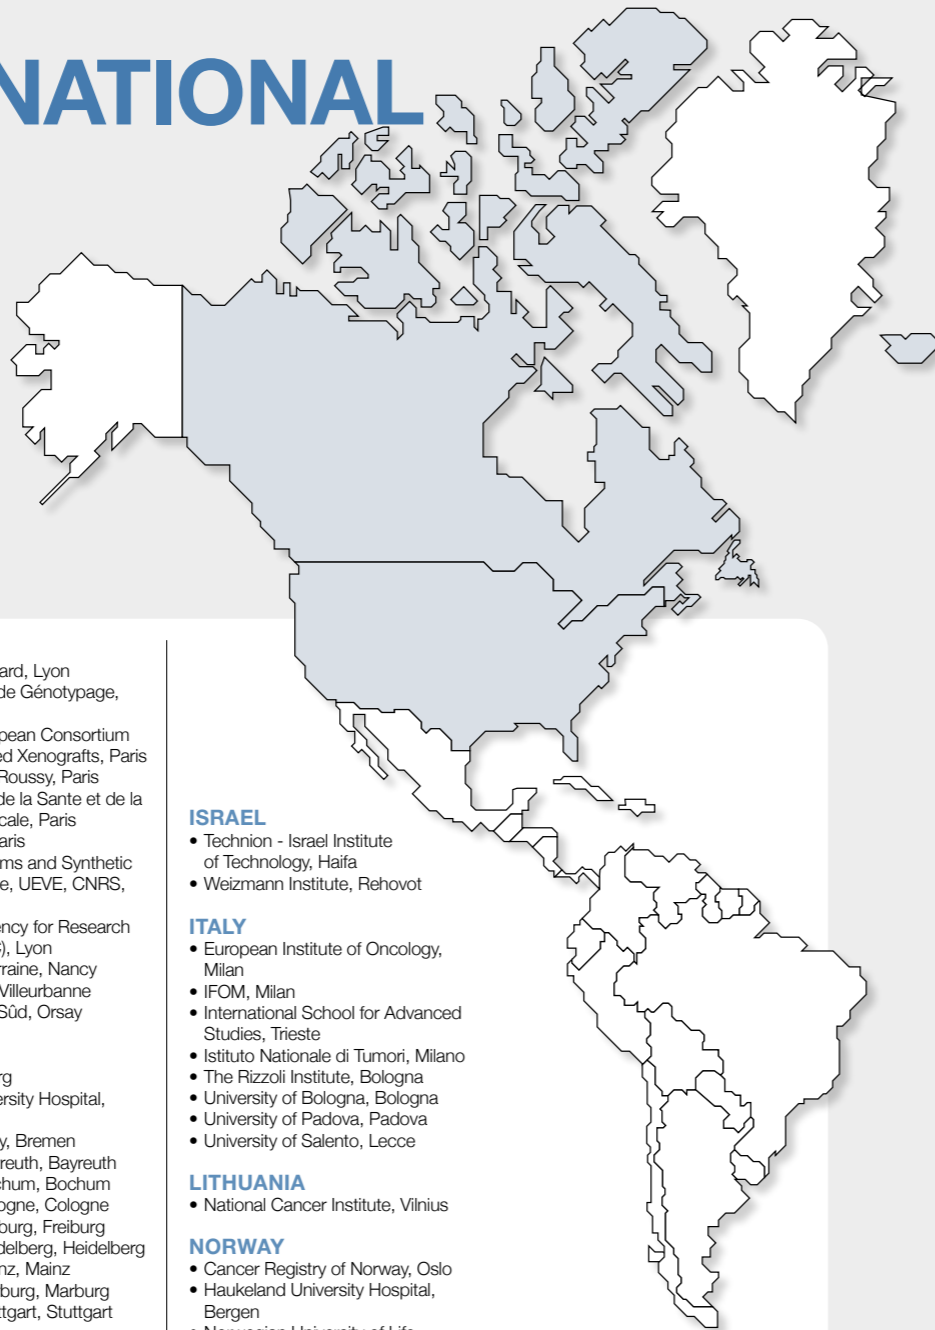 NATIONAL
ard, Lyon
de Génotypage,
pean Consortium
ed Xenografts, Paris
Roussy, Paris
de la Sante et de la
cale, Paris
aris
ms and Synthetic
e, UEVE, CNRS,
ency for Research
), Lyon
rraine, Nancy
Villeurbanne
Sûd, Orsay
rg
ersity Hospital,
y, Bremen
reuth, Bayreuth
chum, Bochum
ogne, Cologne
burg, Freiburg
delberg, Heidelberg
nz, Mainz
burg, Marburg
ttgart, Stuttgart
ISRAEL
• Technion - Israel Institute
of Technology, Haifa
• Weizmann Institute, Rehovot
ITALY
• European Institute of Oncology,
Milan
• IFOM, Milan
• International School for Advanced
Studies, Trieste
• Istituto Nationale di Tumori, Milano
• The Rizzoli Institute, Bologna
• University of Bologna, Bologna
• University of Padova, Padova
• University of Salento, Lecce
LITHUANIA
• National Cancer Institute, Vilnius
NORWAY
• Cancer Registry of Norway, Oslo
• Haukeland University Hospital,
Bergen
• Norwegian University of Life